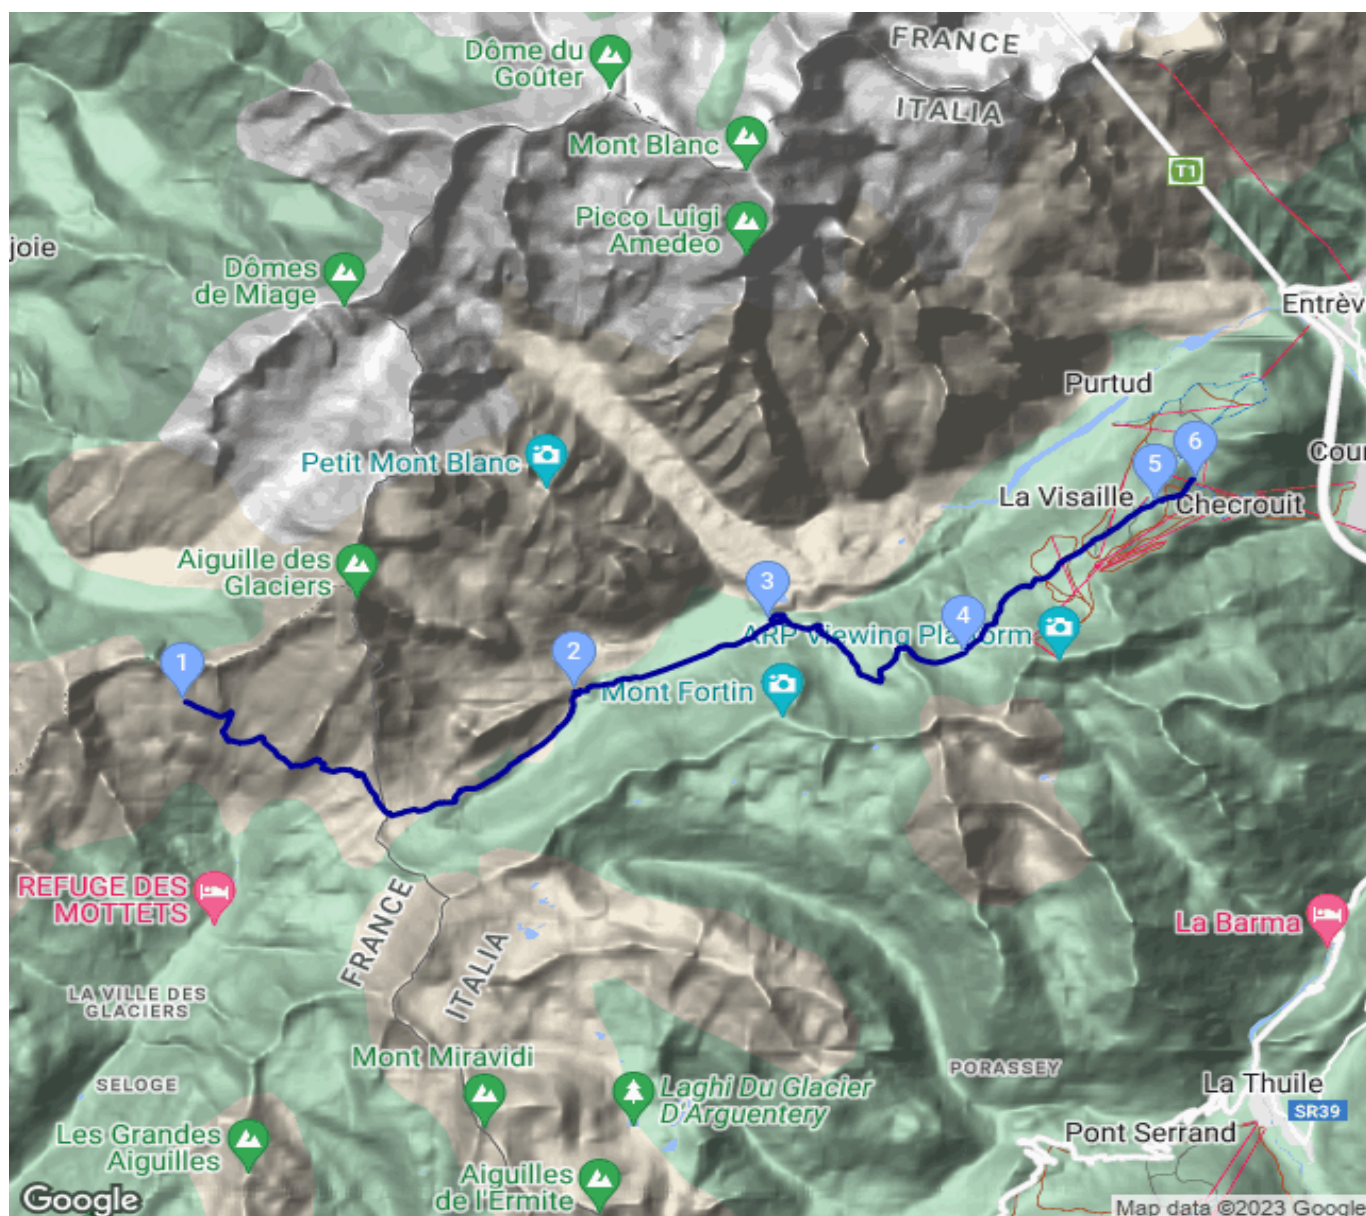 FRANCE
Dôme du
Goûter
ITALIA
Mont Blanc
T1
Picco Luigi
Amedeo
joie
Dômes
de Miage
Entrèv
Purtud
6
Cour
5
Petit Mont Blanc
La Visaille
Checrouit
Aiguille des
Glaciers
3
4
ARP Viewing Platform
2
1
Mont Fortin
REFUGE DES
MOTTETS
FRANCE
La Barma
ITALIA
LA VILLE DES
GLACIERS
Mont Miravidi
PORASSEY
SELOGE
Laghi Du Glacier
D'Arguentery
La Thuile
SR39
Les Grandes
Aiguilles
Pont Serrand
Aiguilles
de l'Ermite
Google
Map data ©2023 Google